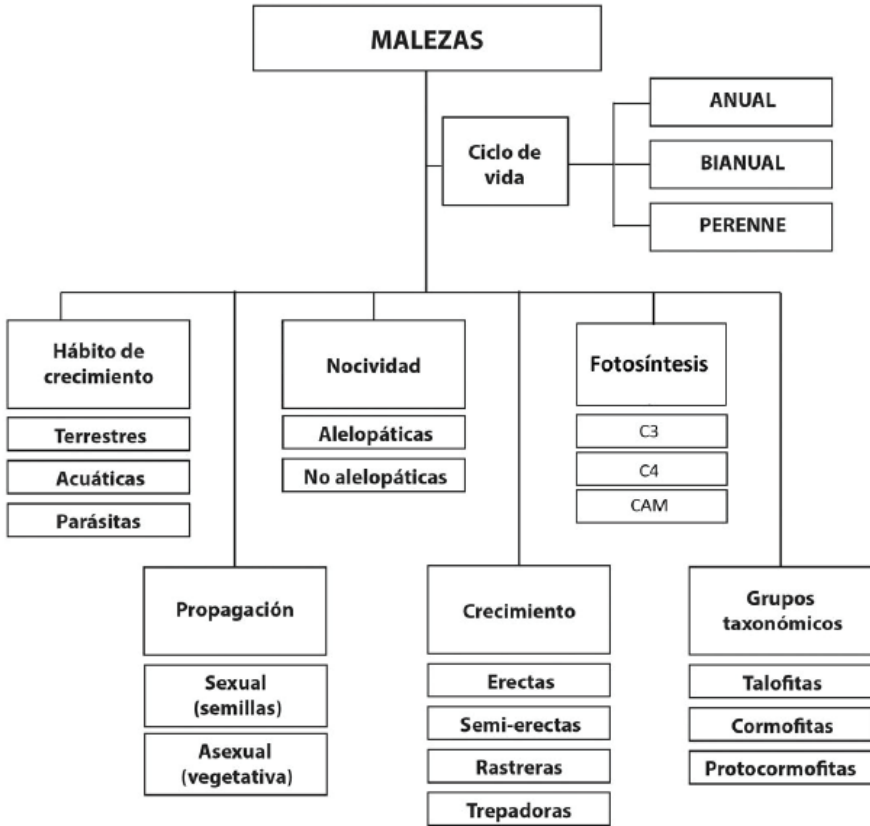 MALEZAS
Ciclo de
vida
ANUAL
BIANUAL
PERENNE
Hábito de
crecimiento
Terrestres
Acuáticas
Parásitas
Nocividad
Alelopáticas
No alelopáticas
Fotosíntesis
C3
C4
CAM
Propagación
Sexual
(semillas)
Asexual
(vegetativa)
Crecimiento
Erectas
Semi-erectas
Rastreras
Trepadoras
Grupos
taxonómicos
Talofitas
Cormofitas
Protocormofitas